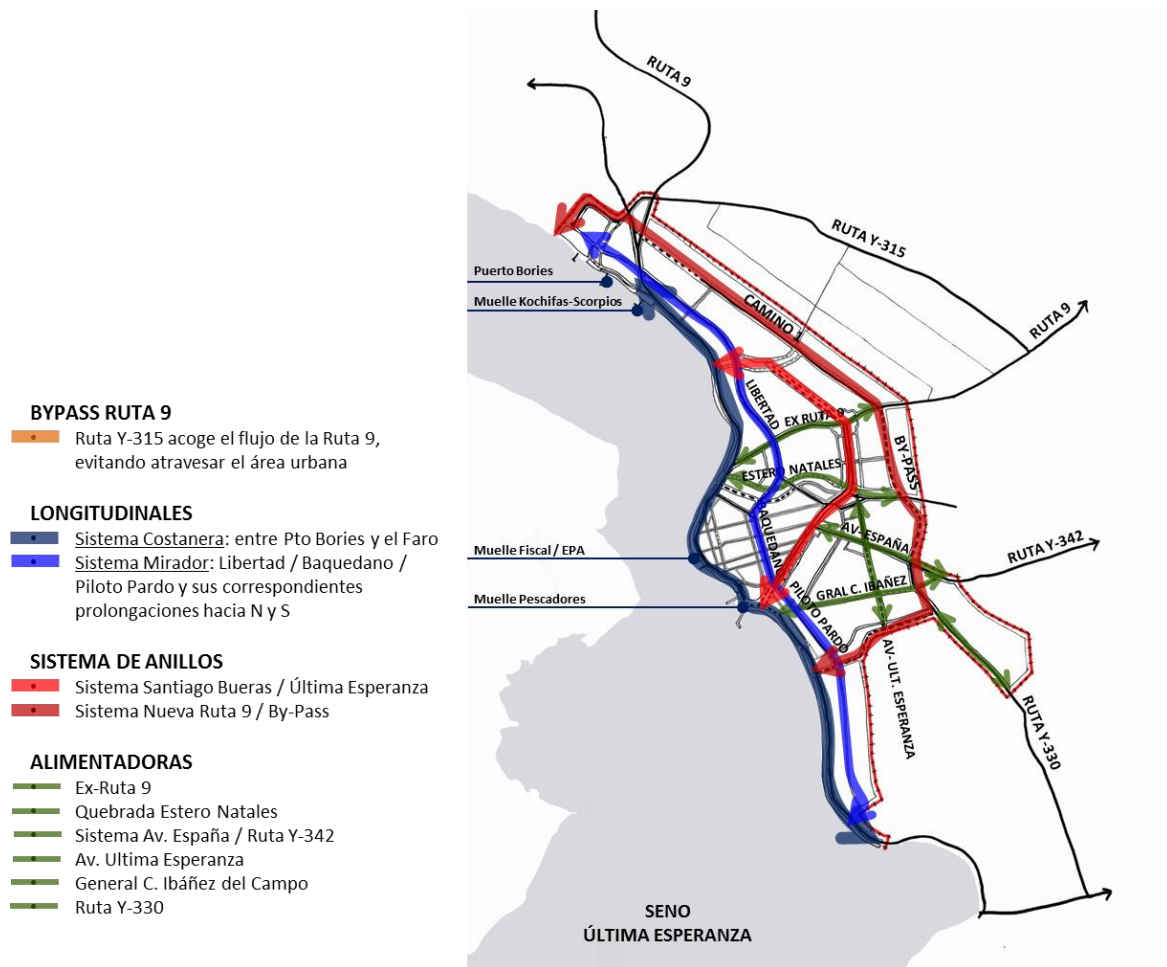 BYPASS RUTA 9
Ruta Y-315 acoge el flujo de la Ruta 9,
evitando atravesar el área urbana
LONGITUDINALES
Sistema Costanera: entre Pto Bories y el Faro
Sistema Mirador: Libertad / Baquedano /
Piloto Pardo y sus correspondientes
prolongaciones hacia N y S
SISTEMA DE ANILLOS
Sistema Santiago Bueras / Última Esperanza
Sistema Nueva Ruta 9 / By-Pass
ALIMENTADORAS
Ex-Ruta 9
Quebrada Estero Natales
Sistema Av. España / Ruta Y-342
Av. Ultima Esperanza
General C. Ibáñez del Campo
Ruta Y-330
RUTA 9
RUTA Y-315
Puerto Bories
Muelle Kochifas-Scorpios
CAMINO 1
RUTA 9
LIBERTAD
EX RUTA 9
BY-PASS
ESTERO NATALES
BAQUEDANO
AV. ESPAÑA
RUTA Y-342
Muelle Fiscal / EPA
GRAL C. IBAÑEZ
Muelle Pescadores
PILOTO PARDO
AV- ULT. ESPERANZA
RUTA Y-330
SENO
ÚLTIMA ESPERANZA